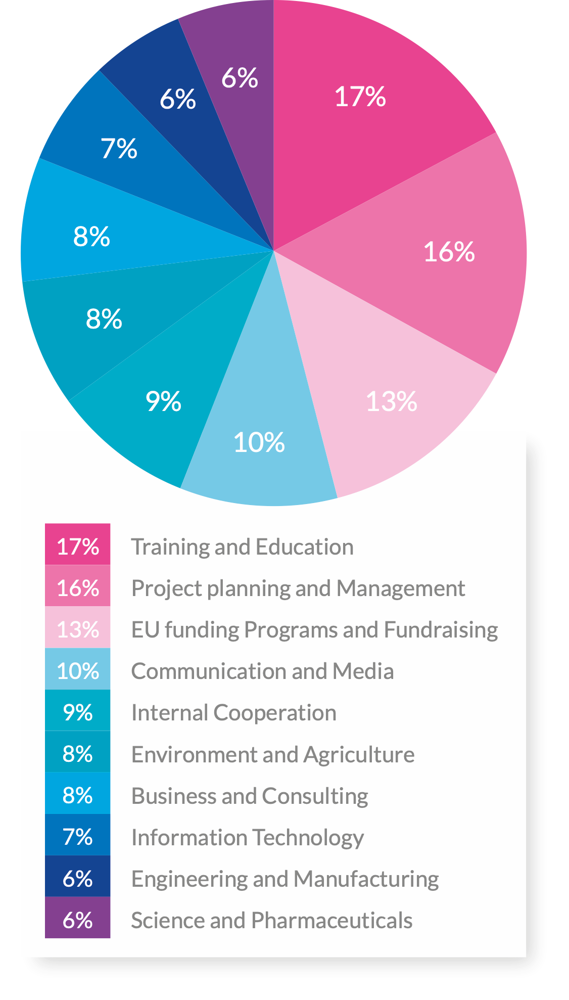 6%
17%
6%
7%
8%
16%
8%
9%
13%
10%
17% Training and Education
16% Project planning and Management
13% EU funding Programs and Fundraising
10% Communication and Media
9% Internal Cooperation
8% Environment and Agriculture
8% Business and Consulting
7% Information Technology
6% Engineering and Manufacturing
6% Science and Pharmaceuticals